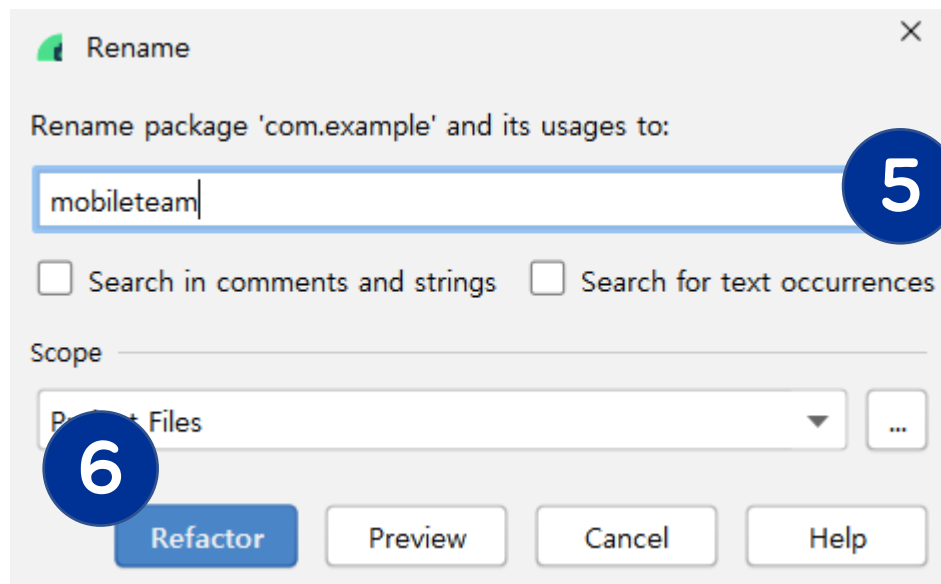 Rename
Rename package 'com.example' and its usages to:
mobileteam
5
Search in comments and strings Search for text occurrences
Scope
Files
...
6
Refactor Preview Cancel Help